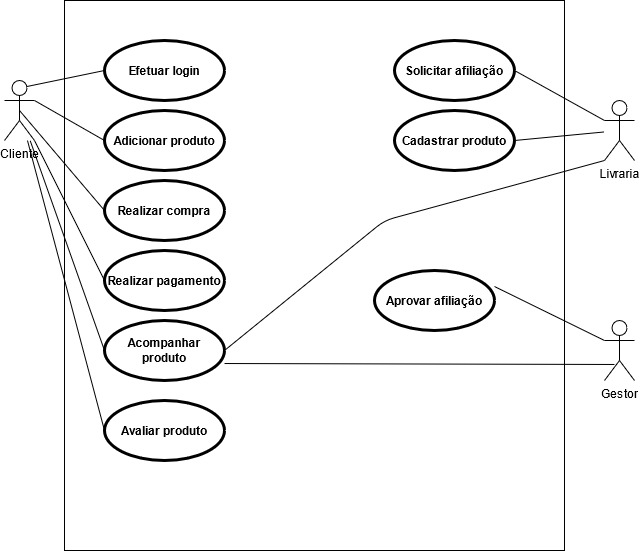 Efetuar login
Solicitar afiliação
Adicionar produto
Cadastrar produto
Cliente
Livraria
Realizar compra
Realizar pagamento
Aprovar afiliação
Acompanhar
produto
Gestor
Avaliar produto